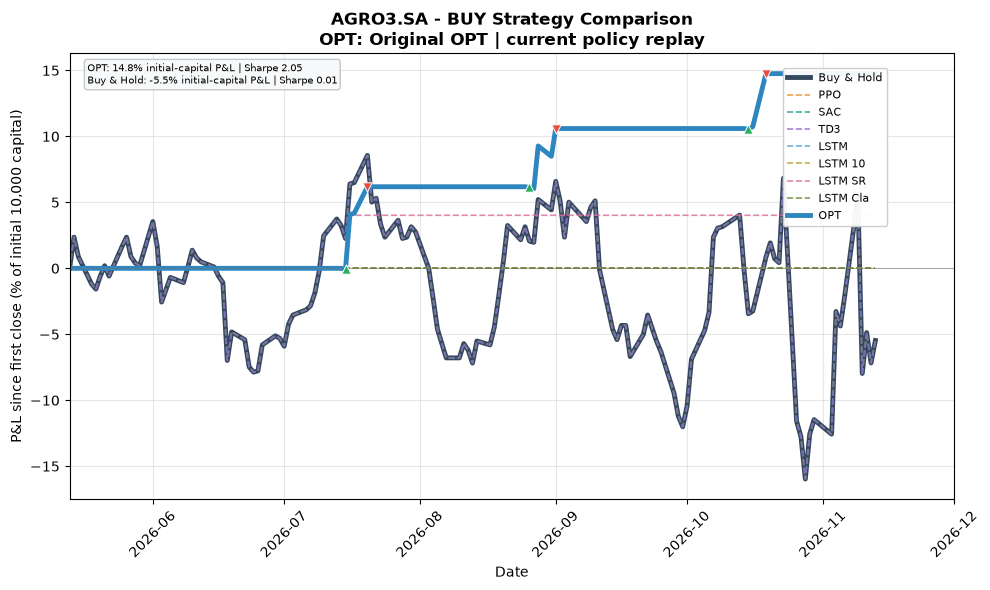 AGRO3.SA - BUY Strategy Comparison
OPT: Original OPT | current policy replay
OPT: 14.8% initial-capital P&L | Sharpe 2.05
Buy & Hold: -5.5% initial-capital P&L | Sharpe 0.01
Buy & Hold
PPO
SAC
TD3
LSTM
LSTM 10
LSTM SR
LSTM Cla
OPT
P&L since first close (% of initial 10,000 capital)
15
10
5
0
−5
−10
−15
2026-06
2026-07
2026-08
2026-09
2026-10
2026-11
2026-12
Date